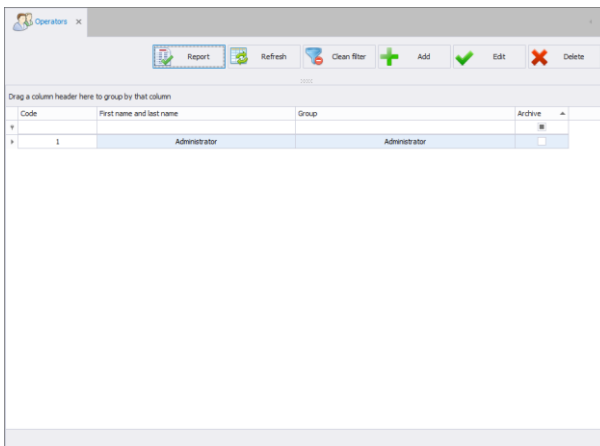 Operators
Report Refresh Clean filter Add Edit Delete
Drag a column header here to group by that column
Code First name and last name Group Archive
1 Administrator Administrator